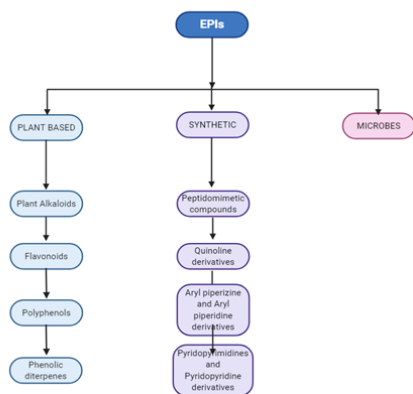 EPIs
PLANT BASED
SYNTHETIC
MICROBES
Plant Alkaloids
Flavonoids
Polyphenols
Phenolic
diterpenes
Peptidomimetic
compounds
Quinoline
derivatives
Aryl piperizine
and Aryl
piperidine
derivatives
and
Pyridopyridine
derivatives